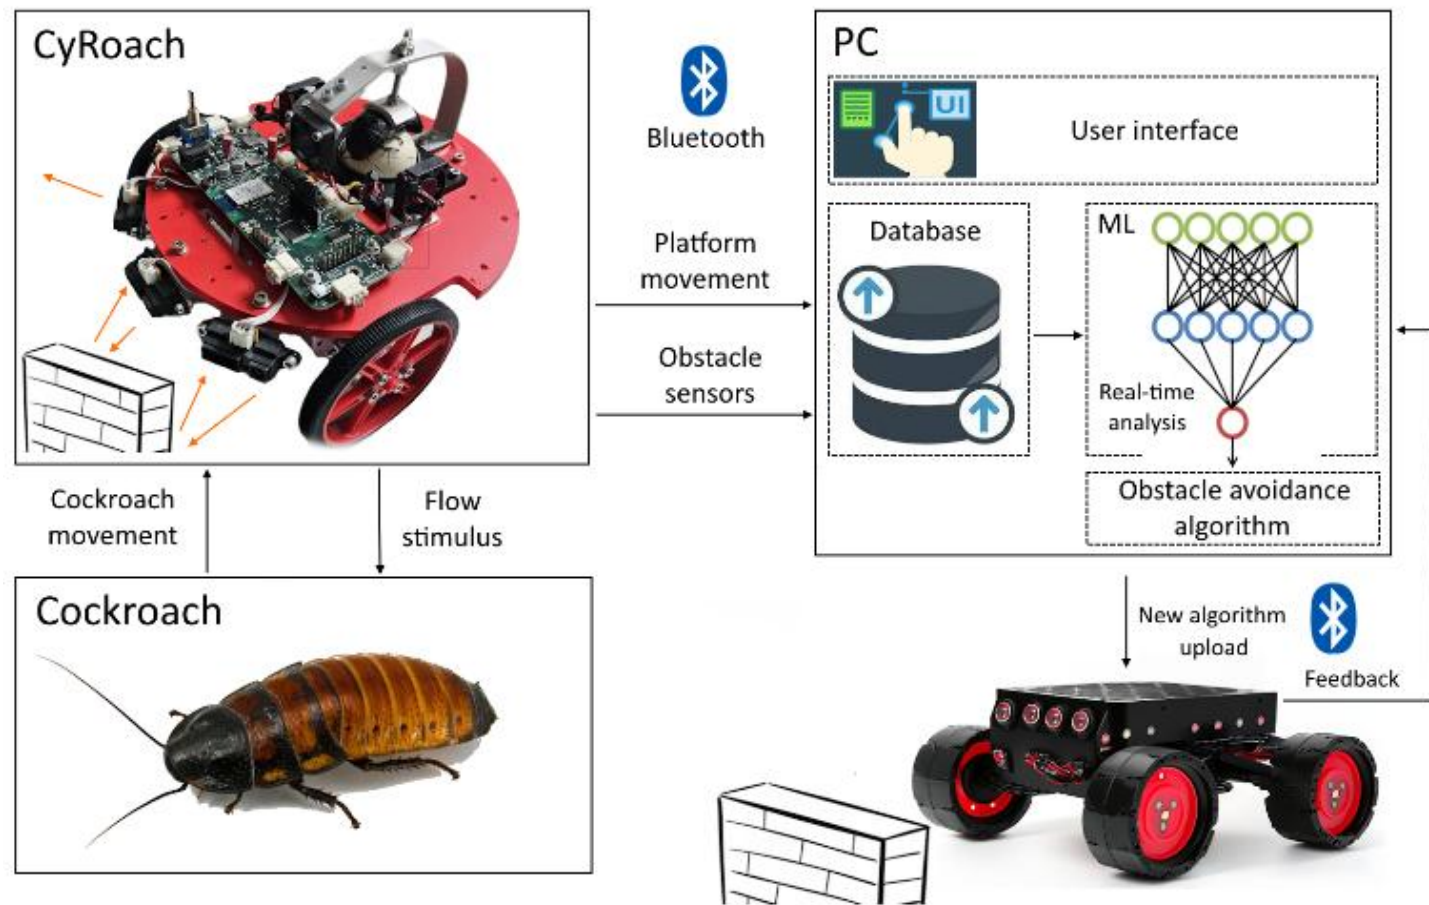 CyRoach
Bluetooth
Platform
movement
Obstacle
sensors
PC
UI
User interface
Database
ML
Real-time
analysis
Obstacle avoidance
algorithm
Cockroach
movement
Flow
stimulus
Cockroach
New algorithm
upload
Feedback